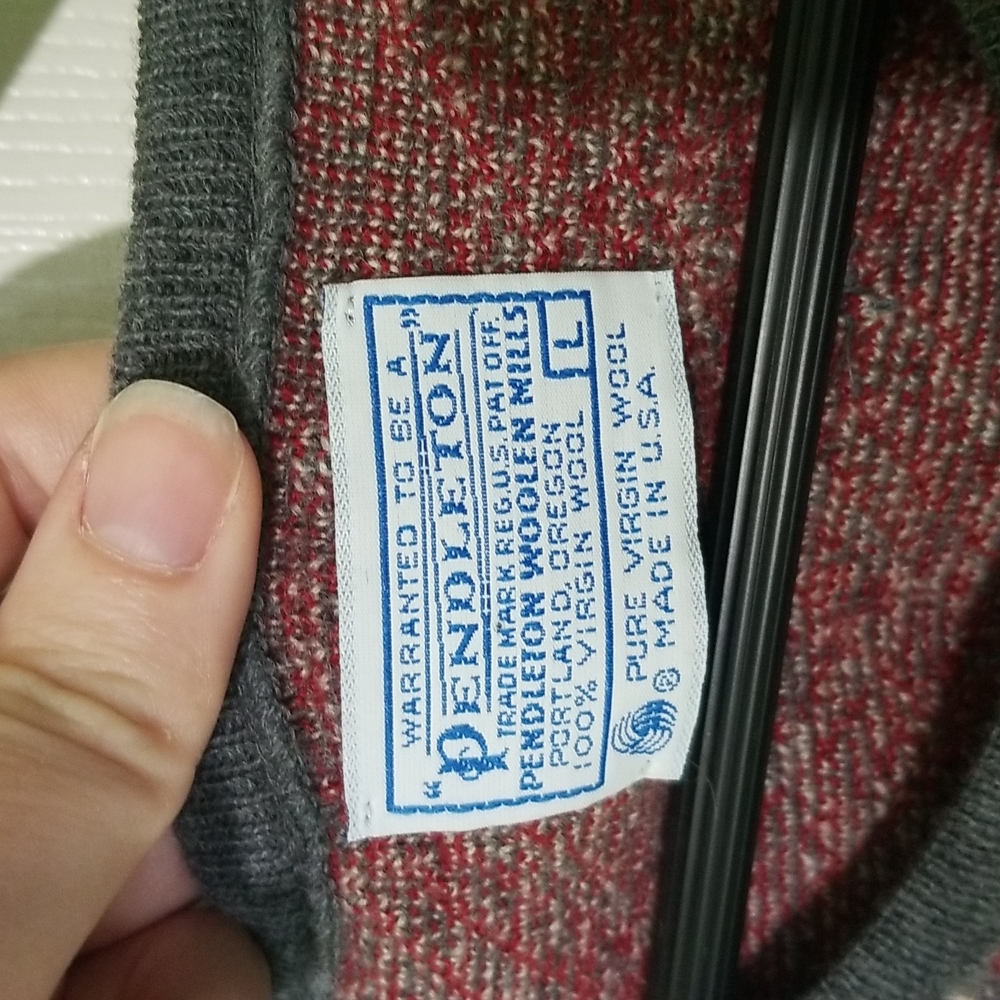 WARRANTED TO BE A
“PENDLETON”
TRADE MARK REG. U.S. PAT. OFF.
PENDLETON WOOLEN MILLS
PORTLAND, OREGON
100% VIRGIN WOOL
L
PURE VIRGIN WOOL
® MADE IN U.S.A.